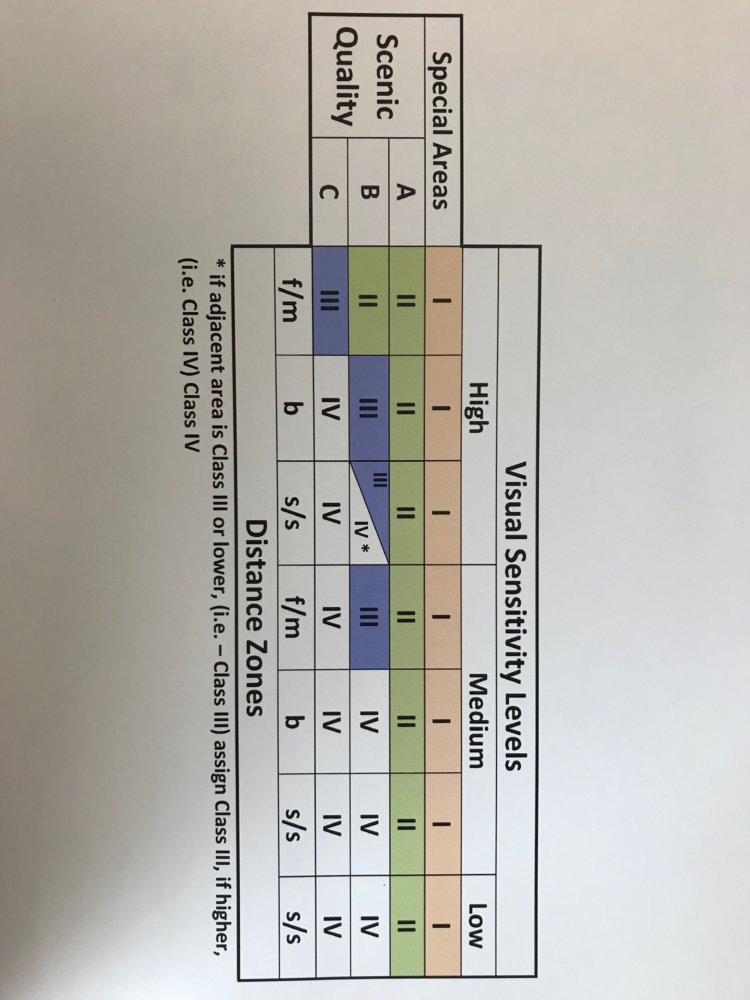 Visual Sensitivity Levels
High Medium Low
Special Areas I I I I I I I
Scenic Quality A II II II II II II II
B II III III IV * III IV IV IV
C III IV IV IV IV IV IV
f/m b s/s f/m b s/s s/s
Distance Zones
* if adjacent area is Class III or lower, (i.e. – Class III) assign Class III, if higher,
(i.e. Class IV) Class IV